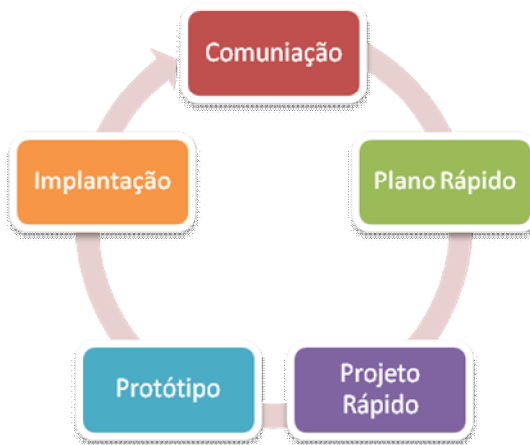 Comuniação
Plano Rápido
Projeto
Rápido
Protótipo
Implantação